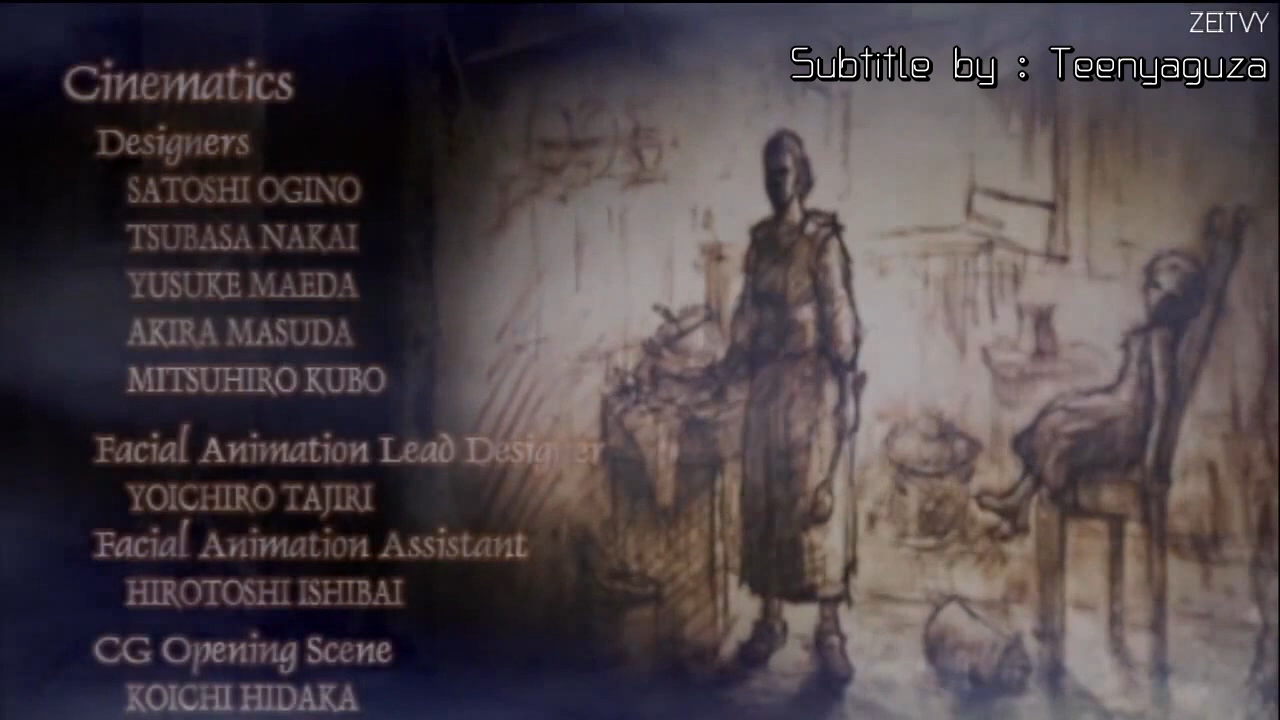 ZEITVY
Subtitle by : Teenyaguza
Cinematics
Designers
SATOSHI OGINO
TSUBASA NAKAI
YUSUKE MAEDA
AKIRA MASUDA
MITSUHIRO KUBO
Facial Animation Lead Designer
YOICHIRO TAJIRI
Facial Animation Assistant
HIROTOSHI ISHIBAI
CG Opening Scene
KOICHI HIDAKA